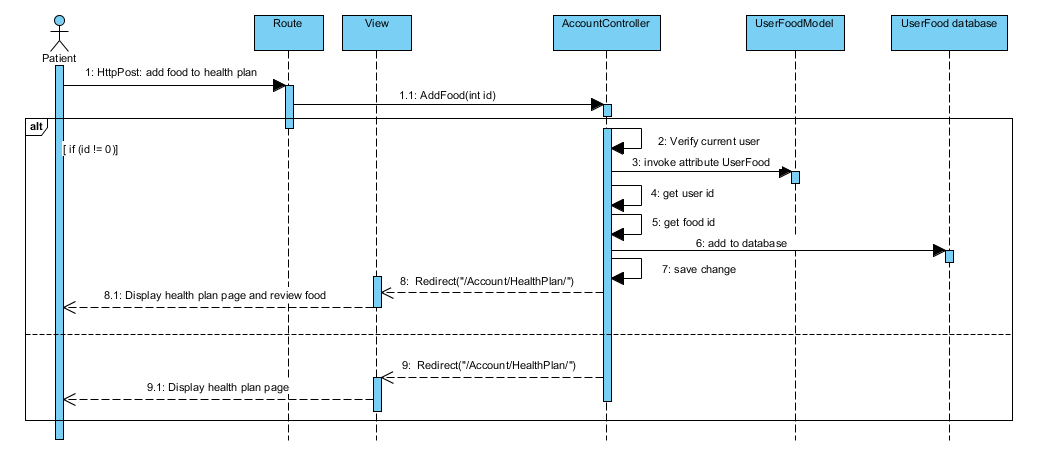 Route
View
AccountController
UserFoodModel
UserFood database
Patient
1: HttpPost: add food to health plan
1.1: AddFood(int id)
alt
[ if (id != 0)]
2: Verify current user
3: invoke attribute UserFood
4: get user id
5: get food id
6: add to database
7: save change
8:  Redirect("/Account/HealthPlan/")
8.1: Display health plan page and review food
9:  Redirect("/Account/HealthPlan/")
9.1: Display health plan page